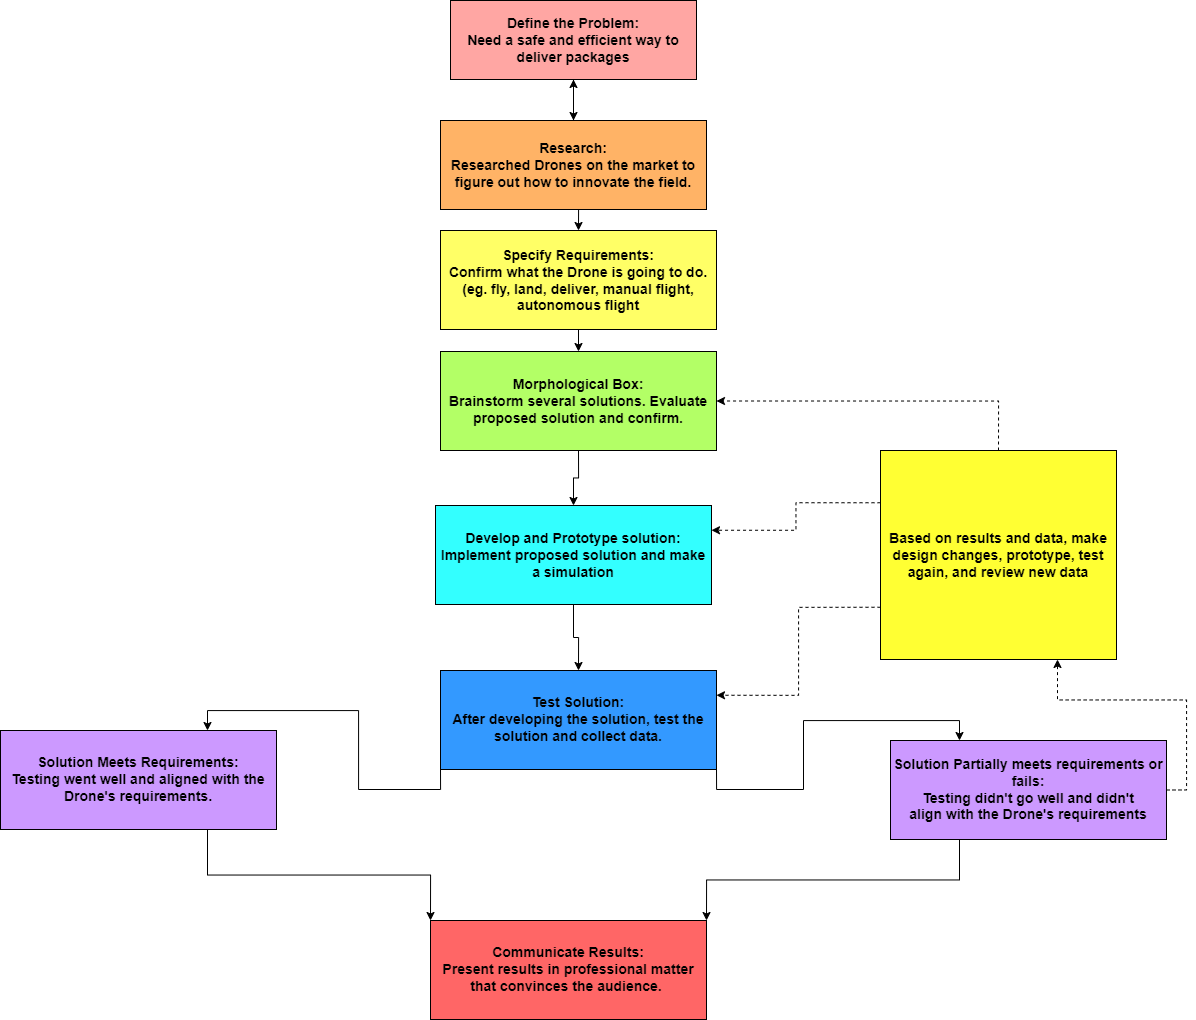 Define the Problem:
Need a safe and efficient way to
deliver packages
Research:
Researched Drones on the market to
figure out how to innovate the field.
Specify Requirements:
Confirm what the Drone is going to do.
(eg. fly, land, deliver, manual flight,
autonomous flight
Morphological Box:
Brainstorm several solutions. Evaluate
proposed solution and confirm.
Develop and Prototype solution:
Implement proposed solution and make
a simulation
Based on results and data, make
design changes, prototype, test
again, and review new data
Test Solution:
After developing the solution, test the
solution and collect data.
Solution Meets Requirements:
Testing went well and aligned with the
Drone's requirements.
Solution Partially meets requirements or
fails:
Testing didn't go well and didn't
align with the Drone's requirements
Communicate Results:
Present results in professional matter
that convinces the audience.